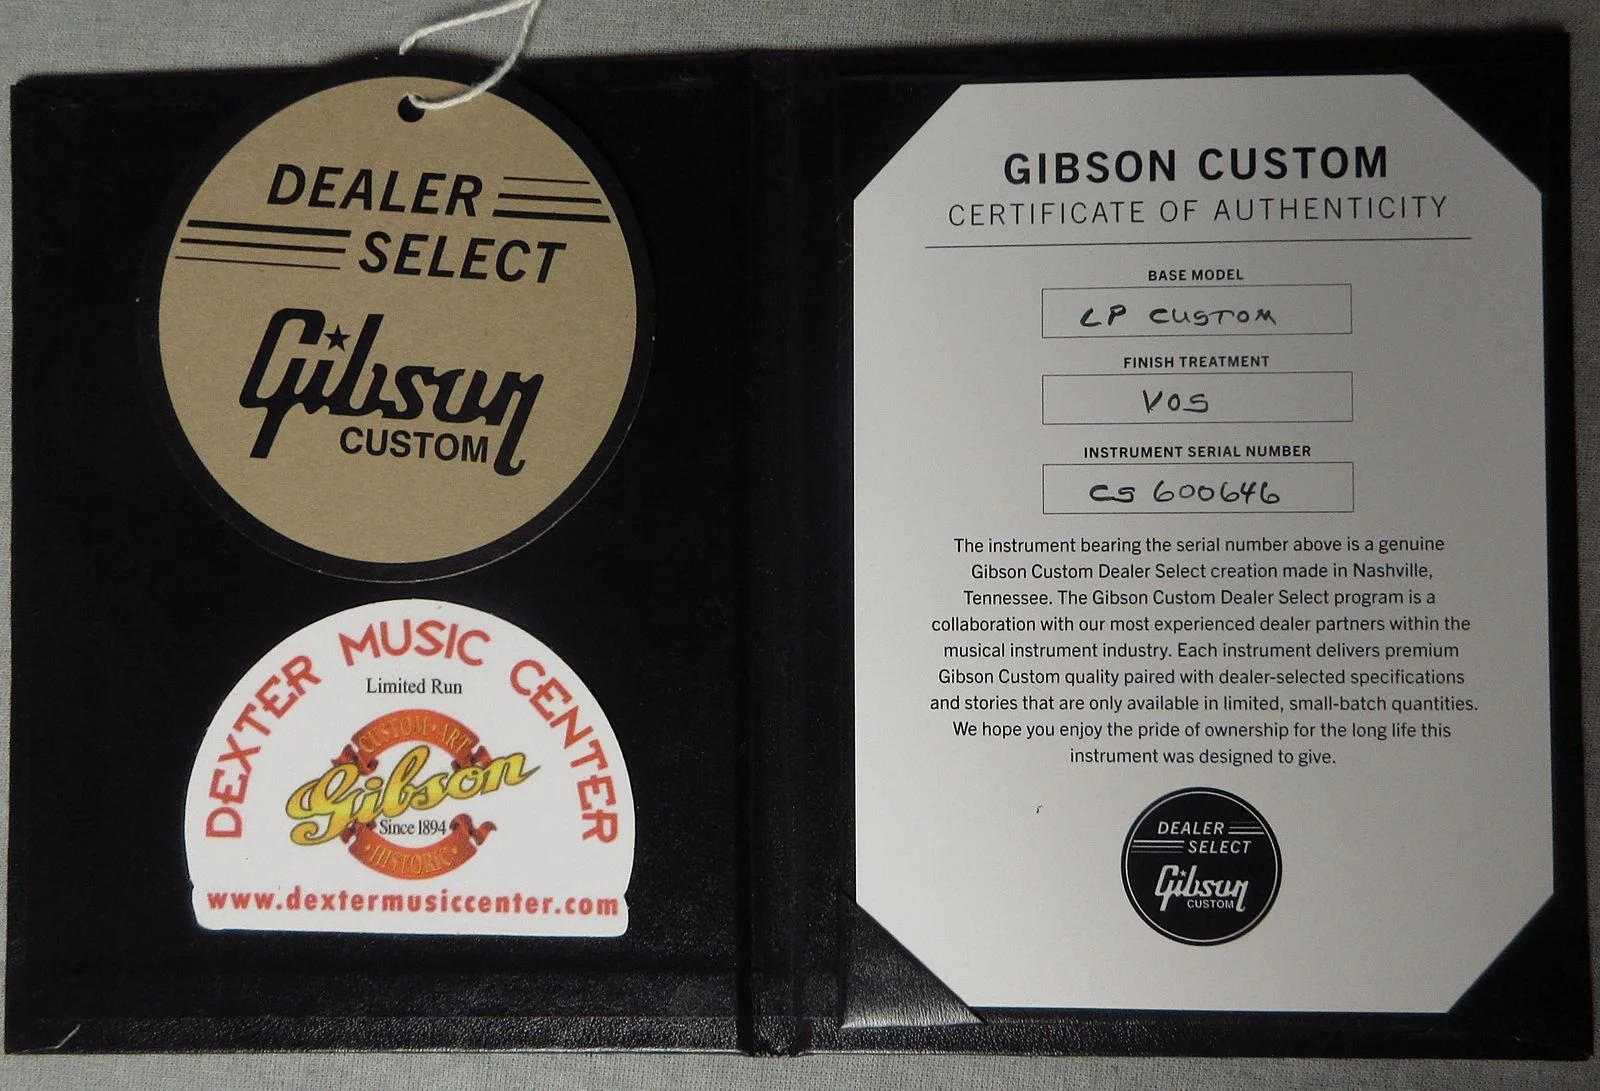 DEALER
SELECT
Gibson
CUSTOM
DEXTER MUSIC CENTER
Limited Run
CUSTOM·ART
Gibson
Since 1894
·HISTORIC·
www.dextermusiccenter.com
GIBSON CUSTOM
CERTIFICATE OF AUTHENTICITY
BASE MODEL
LP CUSTOM
FINISH TREATMENT
VOS
INSTRUMENT SERIAL NUMBER
CS 600646
The instrument bearing the serial number above is a genuine
Gibson Custom Dealer Select creation made in Nashville,
Tennessee. The Gibson Custom Dealer Select program is a
collaboration with our most experienced dealer partners within the
musical instrument industry. Each instrument delivers premium
Gibson Custom quality paired with dealer-selected specifications
and stories that are only available in limited, small-batch quantities.
We hope you enjoy the pride of ownership for the long life this
instrument was designed to give.
DEALER
SELECT
Gibson
CUSTOM